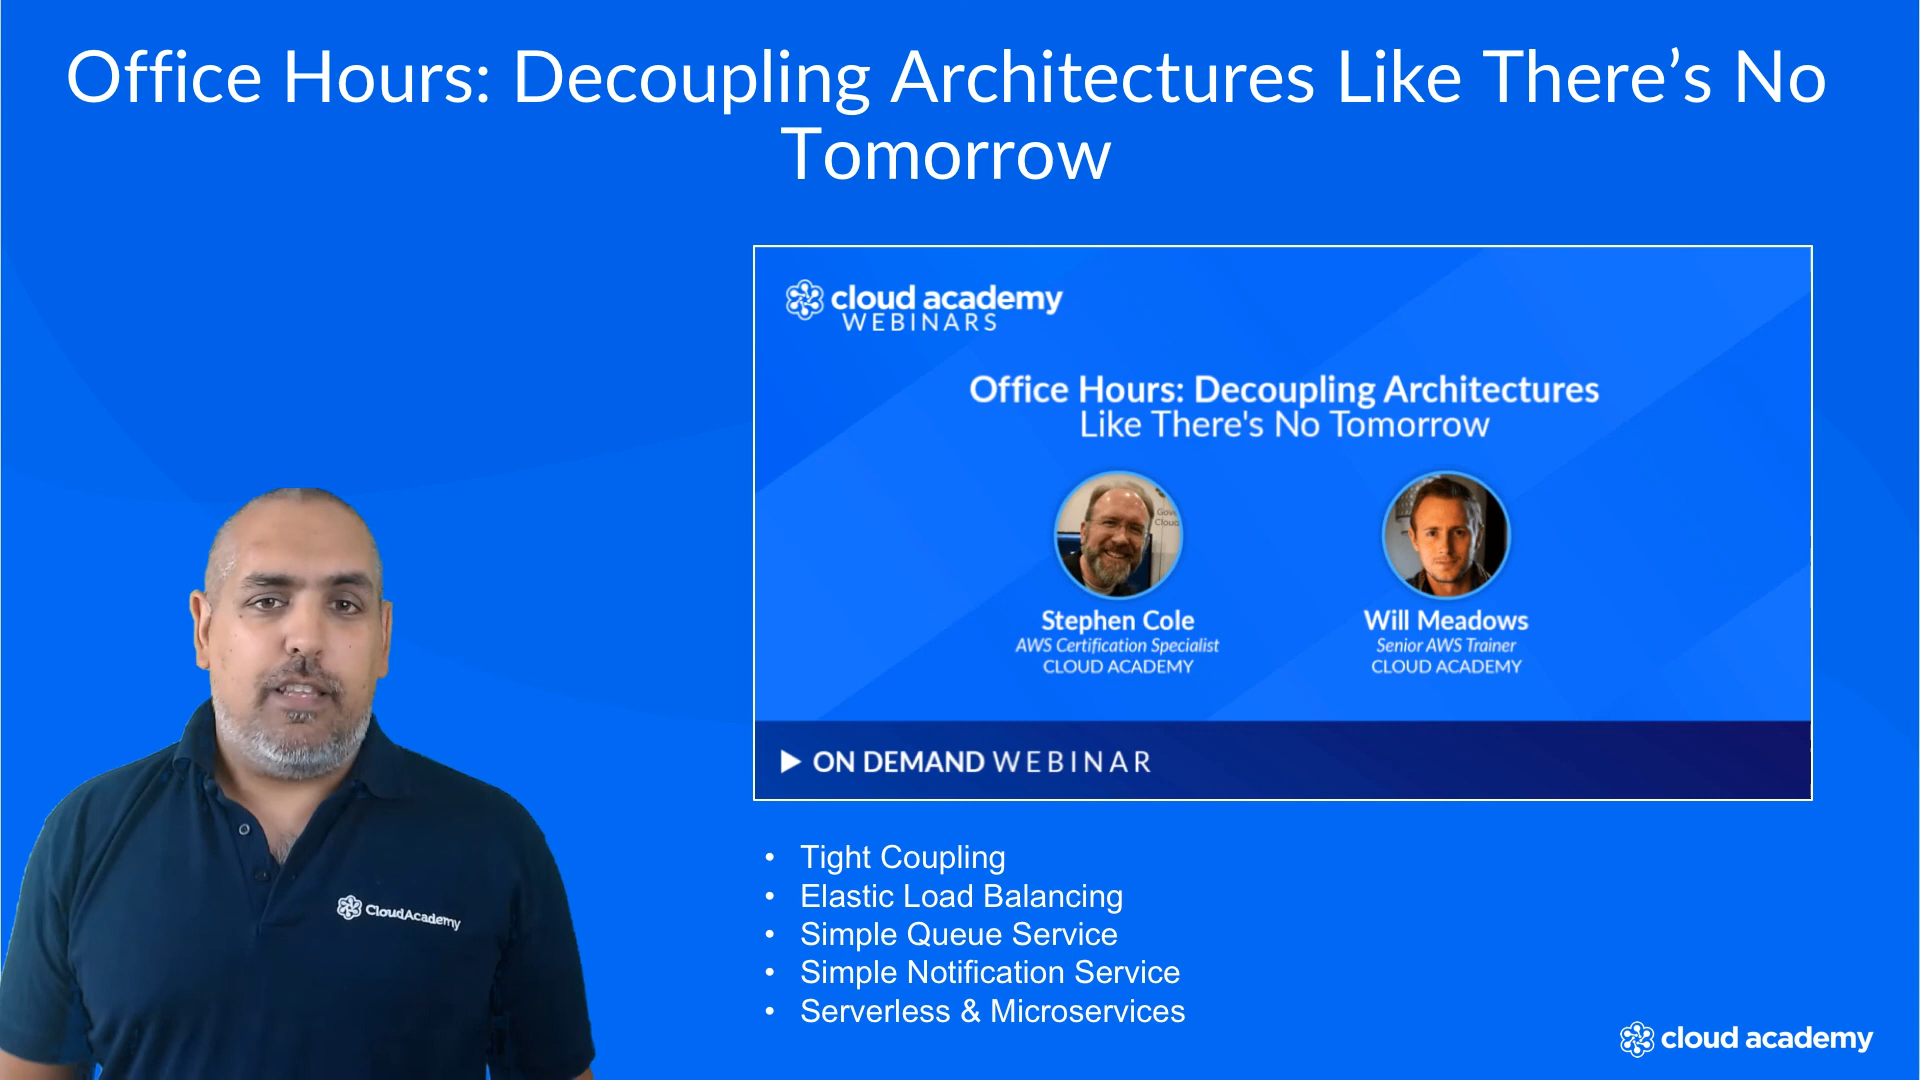 Office Hours: Decoupling Architectures Like There’s No
Tomorrow
cloud academy
WEBINARS
Office Hours: Decoupling Architectures
Like There's No Tomorrow
Gov
Cloud
Stephen Cole
AWS Certification Specialist
CLOUD ACADEMY
Will Meadows
Senior AWS Trainer
CLOUD ACADEMY
ON DEMAND WEBINAR
CloudAcademy
• Tight Coupling
• Elastic Load Balancing
• Simple Queue Service
• Simple Notification Service
• Serverless & Microservices
cloud academy